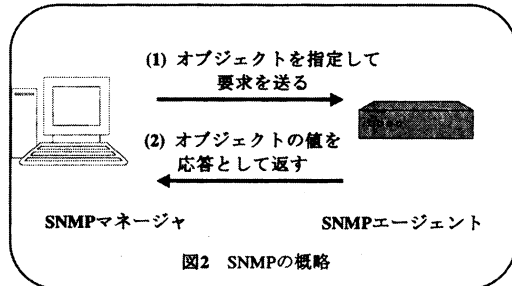 (1) オブジェクトを指定して
要求を送る
(2) オブジェクトの値を
応答として返す
SNMPマネージャ
SNMPエージェント
図2 SNMPの概略